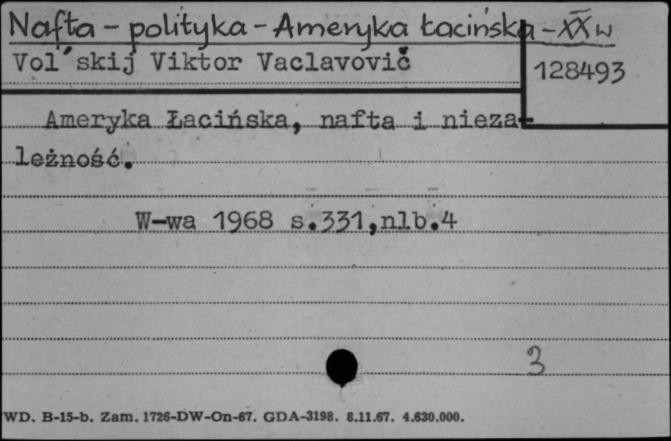 Nafta - polityka - Ameryka Łacińska - XX w
Vol'skij Viktor Vaclavovič
128493
Ameryka Łacińska, nafta i nieza-
leżność.
W-wa 1968 s.331,nlb.4
3
WD. B-15-b. Zam. 1726-DW-On-67. GDA-3198. 8.11.67. 4.630.000.